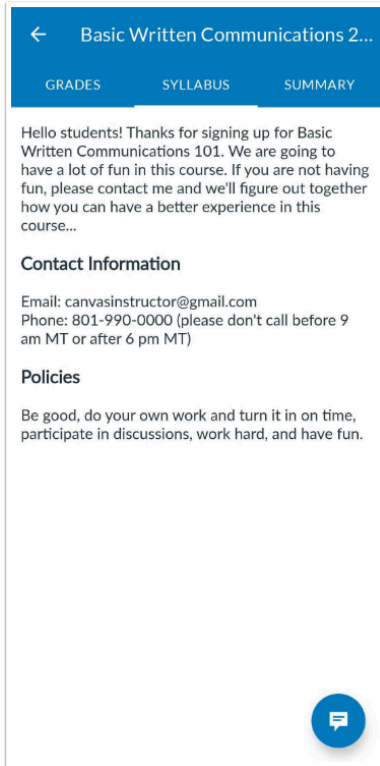 Basic Written Communications 2...
GRADES SYLLABUS SUMMARY
Hello students! Thanks for signing up for Basic
Written Communications 101. We are going to
have a lot of fun in this course. If you are not having
fun, please contact me and we'll figure out together
how you can have a better experience in this
course...
Contact Information
Email: canvasinstructor@gmail.com
Phone: 801-990-0000 (please don't call before 9
am MT or after 6 pm MT)
Policies
Be good, do your own work and turn it in on time,
participate in discussions, work hard, and have fun.